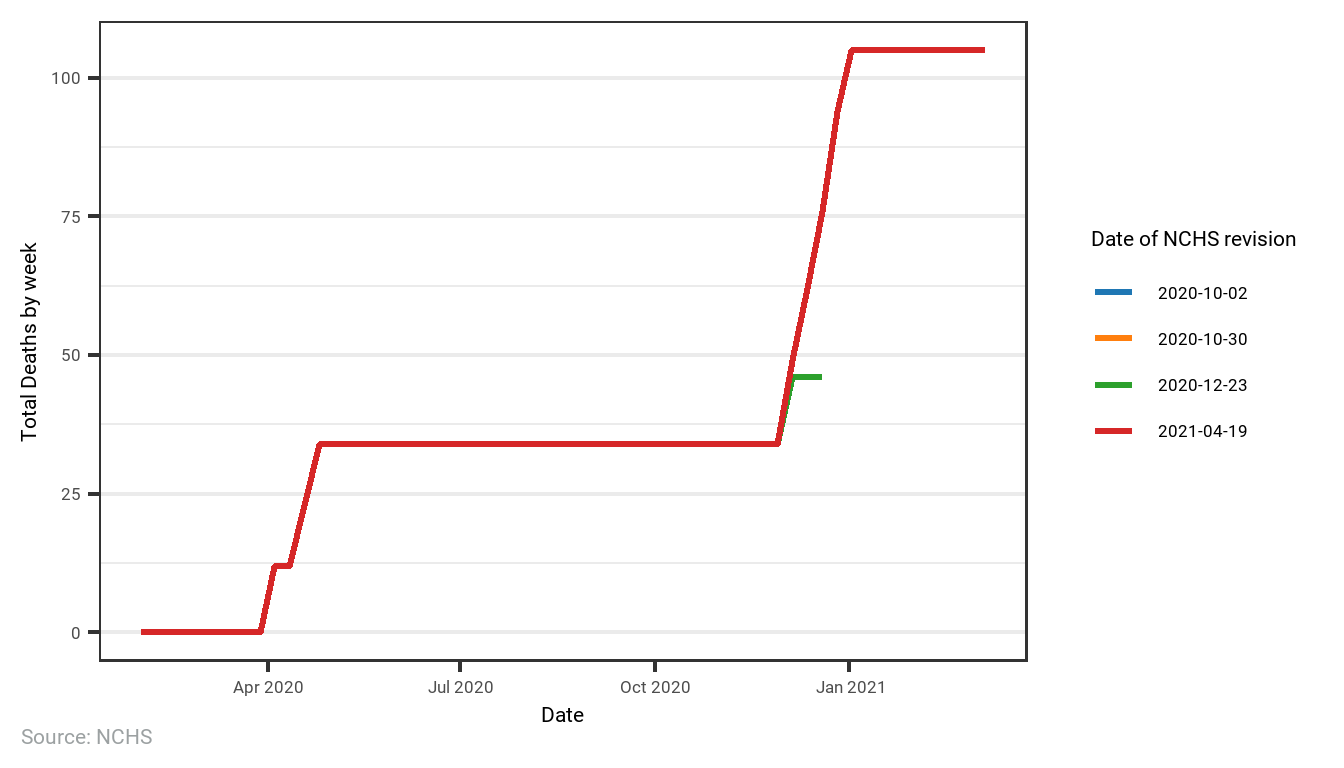 100
75
50
25
0
Total Deaths by week
Apr 2020
Jul 2020
Oct 2020
Jan 2021
Date
Date of NCHS revision
2020-10-02
2020-10-30
2020-12-23
2021-04-19
Source: NCHS